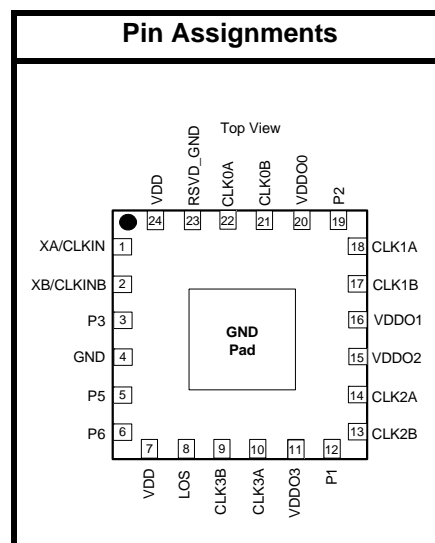 Pin Assignments
Top View
VDD
RSVD_GND
CLK0A
CLK0B
VDDO0
P2
24
23
22
21
20
19
XA/CLKIN 1
XB/CLKINB 2
P3 3
GND 4
P5 5
P6 6
GND
Pad
18 CLK1A
17 CLK1B
16 VDDO1
15 VDDO2
14 CLK2A
13 CLK2B
7
8
9
10
11
12
VDD
LOS
CLK3B
CLK3A
VDDO3
P1